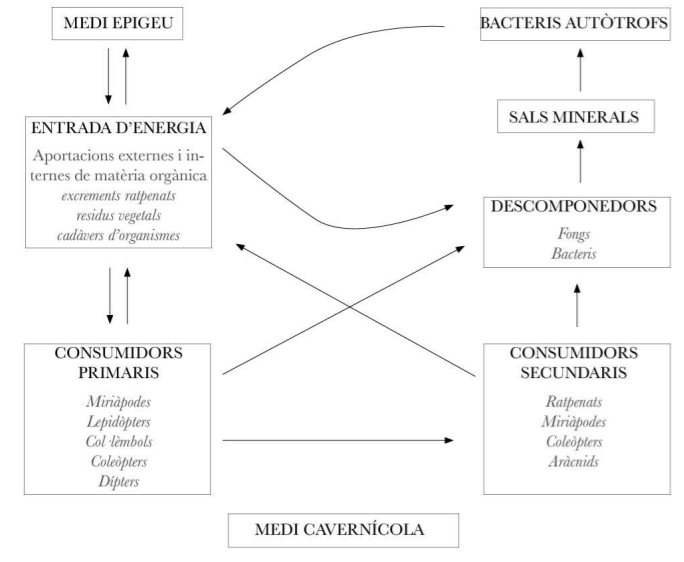 MEDI EPIGEU
BACTERIS AUTÒTROFS
ENTRADA D'ENERGIA
Aportacions externes i in-
ternes de matèria orgànica
excrements ratpenats
residus vegetals
cadàvers d'organismes
SALS MINERALS
DESCOMPONEDORS
Fongs
Bacteris
CONSUMIDORS
PRIMARIS
Miriàpodes
Lepidòpters
Col·lèmbols
Coleòpters
Dípters
CONSUMIDORS
SECUNDARIS
Ratpenats
Miriàpodes
Coleòpters
Aràcnids
MEDI CAVERNÍCOLA